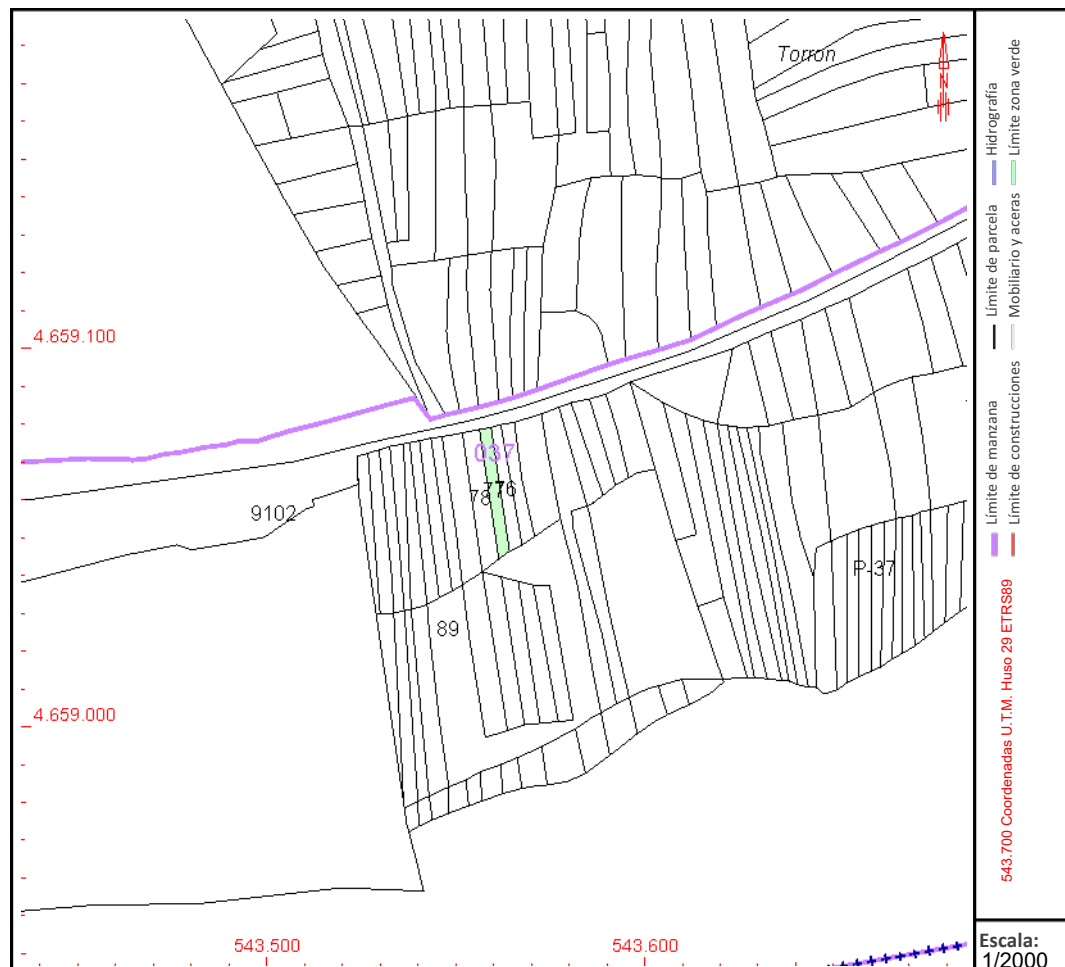 Torron
N
4.659.100
037
78
776
9102
P-37
89
4.659.000
543.500
543.600
Límite de manzana
Límite de parcela
Hidrografía
Límite de construcciones
Mobiliario y aceras
Límite zona verde
543.700 Coordenadas U.T.M. Huso 29 ETRS89
Escala:
1/2000